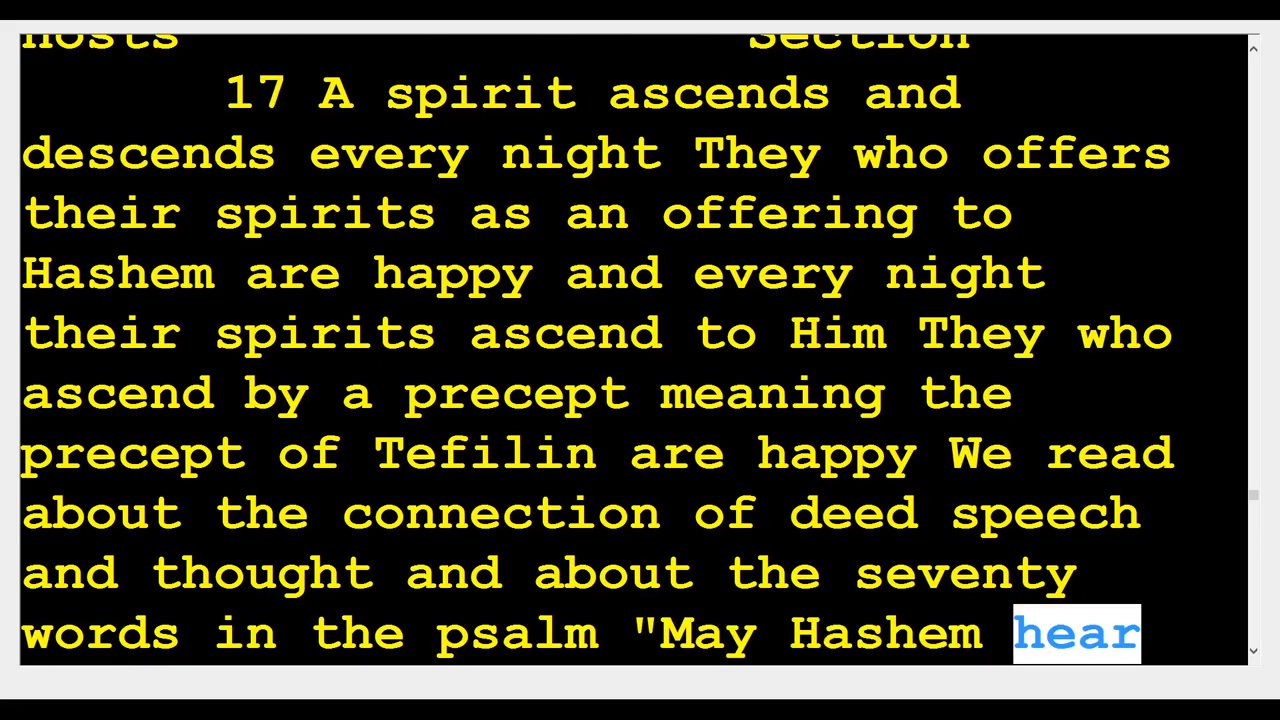 hosts Section
17 A spirit ascends and
descends every night They who offers
their spirits as an offering to
Hashem are happy and every night
their spirits ascend to Him They who
ascend by a precept meaning the
precept of Tefilin are happy We read
about the connection of deed speech
and thought and about the seventy
words in the psalm "May Hashem hear